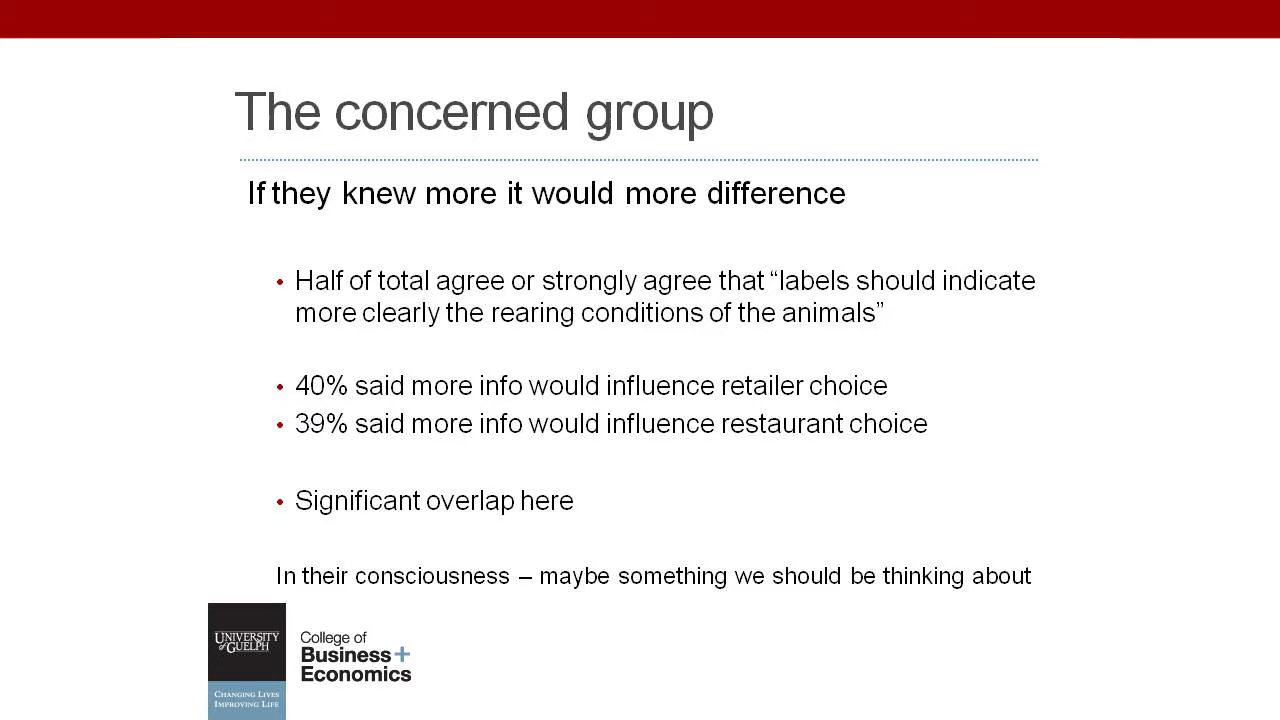 The concerned group
If they knew more it would more difference
• Half of total agree or strongly agree that “labels should indicate
more clearly the rearing conditions of the animals”
• 40% said more info would influence retailer choice
• 39% said more info would influence restaurant choice
• Significant overlap here
In their consciousness – maybe something we should be thinking about
UNIVERSITY
of GUELPH
CHANGING LIVES
IMPROVING LIFE
College of
Business+
Economics